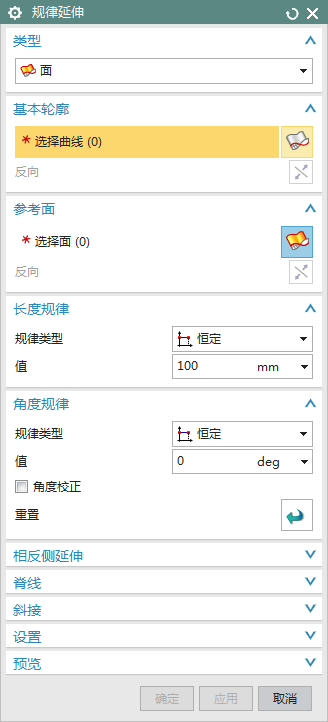 规律延伸
类型
面
基本轮廓
* 选择曲线 (0)
反向
参考面
* 选择面 (0)
反向
长度规律
规律类型 恒定
值 100 mm
角度规律
规律类型 恒定
值 0 deg
角度校正
重置
相反侧延伸
脊线
斜接
设置
预览
确定 应用 取消